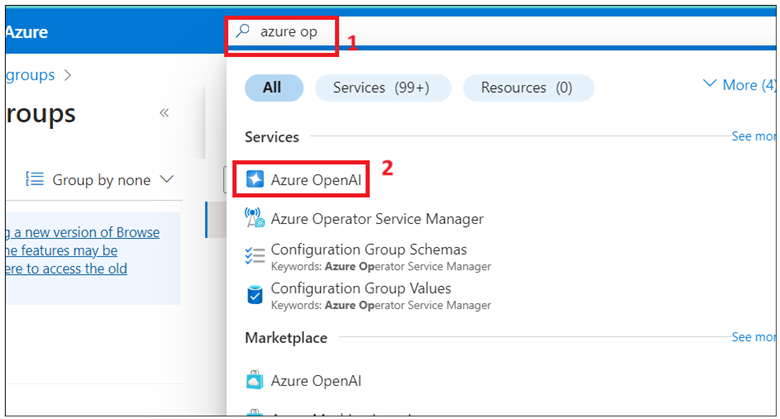 Azure
azure op
1
groups >
roups
«
All
Services (99+)
Resources (0)
More (4)
Services
See mor
Group by none
2
Azure OpenAI
Azure Operator Service Manager
g a new version of Browse
ne features may be
ere to access the old
Configuration Group Schemas
Keywords: Azure Operator Service Manager
Configuration Group Values
Keywords: Azure Operator Service Manager
Marketplace
See mor
Azure OpenAI